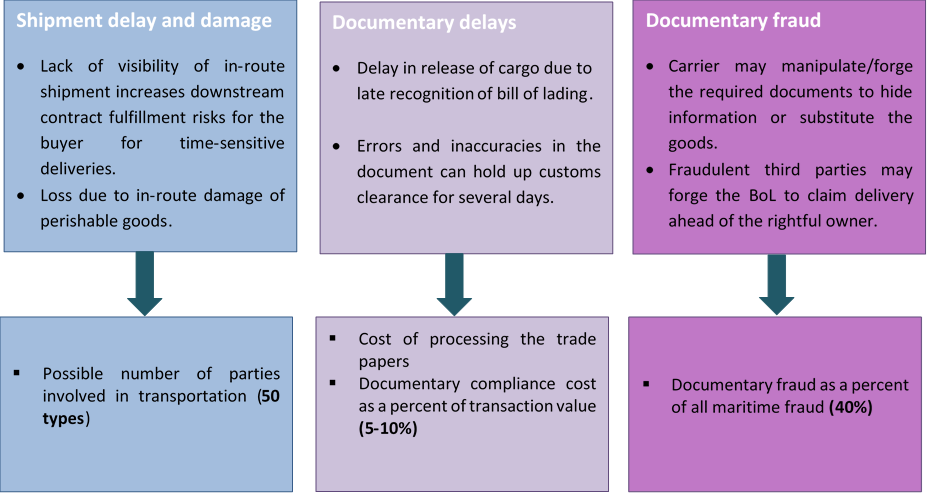 Shipment delay and damage
• Lack of visibility of in-route
shipment increases downstream
contract fulfillment risks for the
buyer for time-sensitive
deliveries.
• Loss due to in-route damage of
perishable goods.
Documentary delays
• Delay in release of cargo due to
late recognition of bill of lading.
• Errors and inaccuracies in the
document can hold up customs
clearance for several days.
Documentary fraud
• Carrier may manipulate/forge
the required documents to hide
information or substitute the
goods.
• Fraudulent third parties may
forge the BoL to claim delivery
ahead of the rightful owner.
▪ Possible number of parties
involved in transportation (50
types)
▪ Cost of processing the trade
papers
▪ Documentary compliance cost
as a percent of transaction value
(5-10%)
▪ Documentary fraud as a percent
of all maritime fraud (40%)